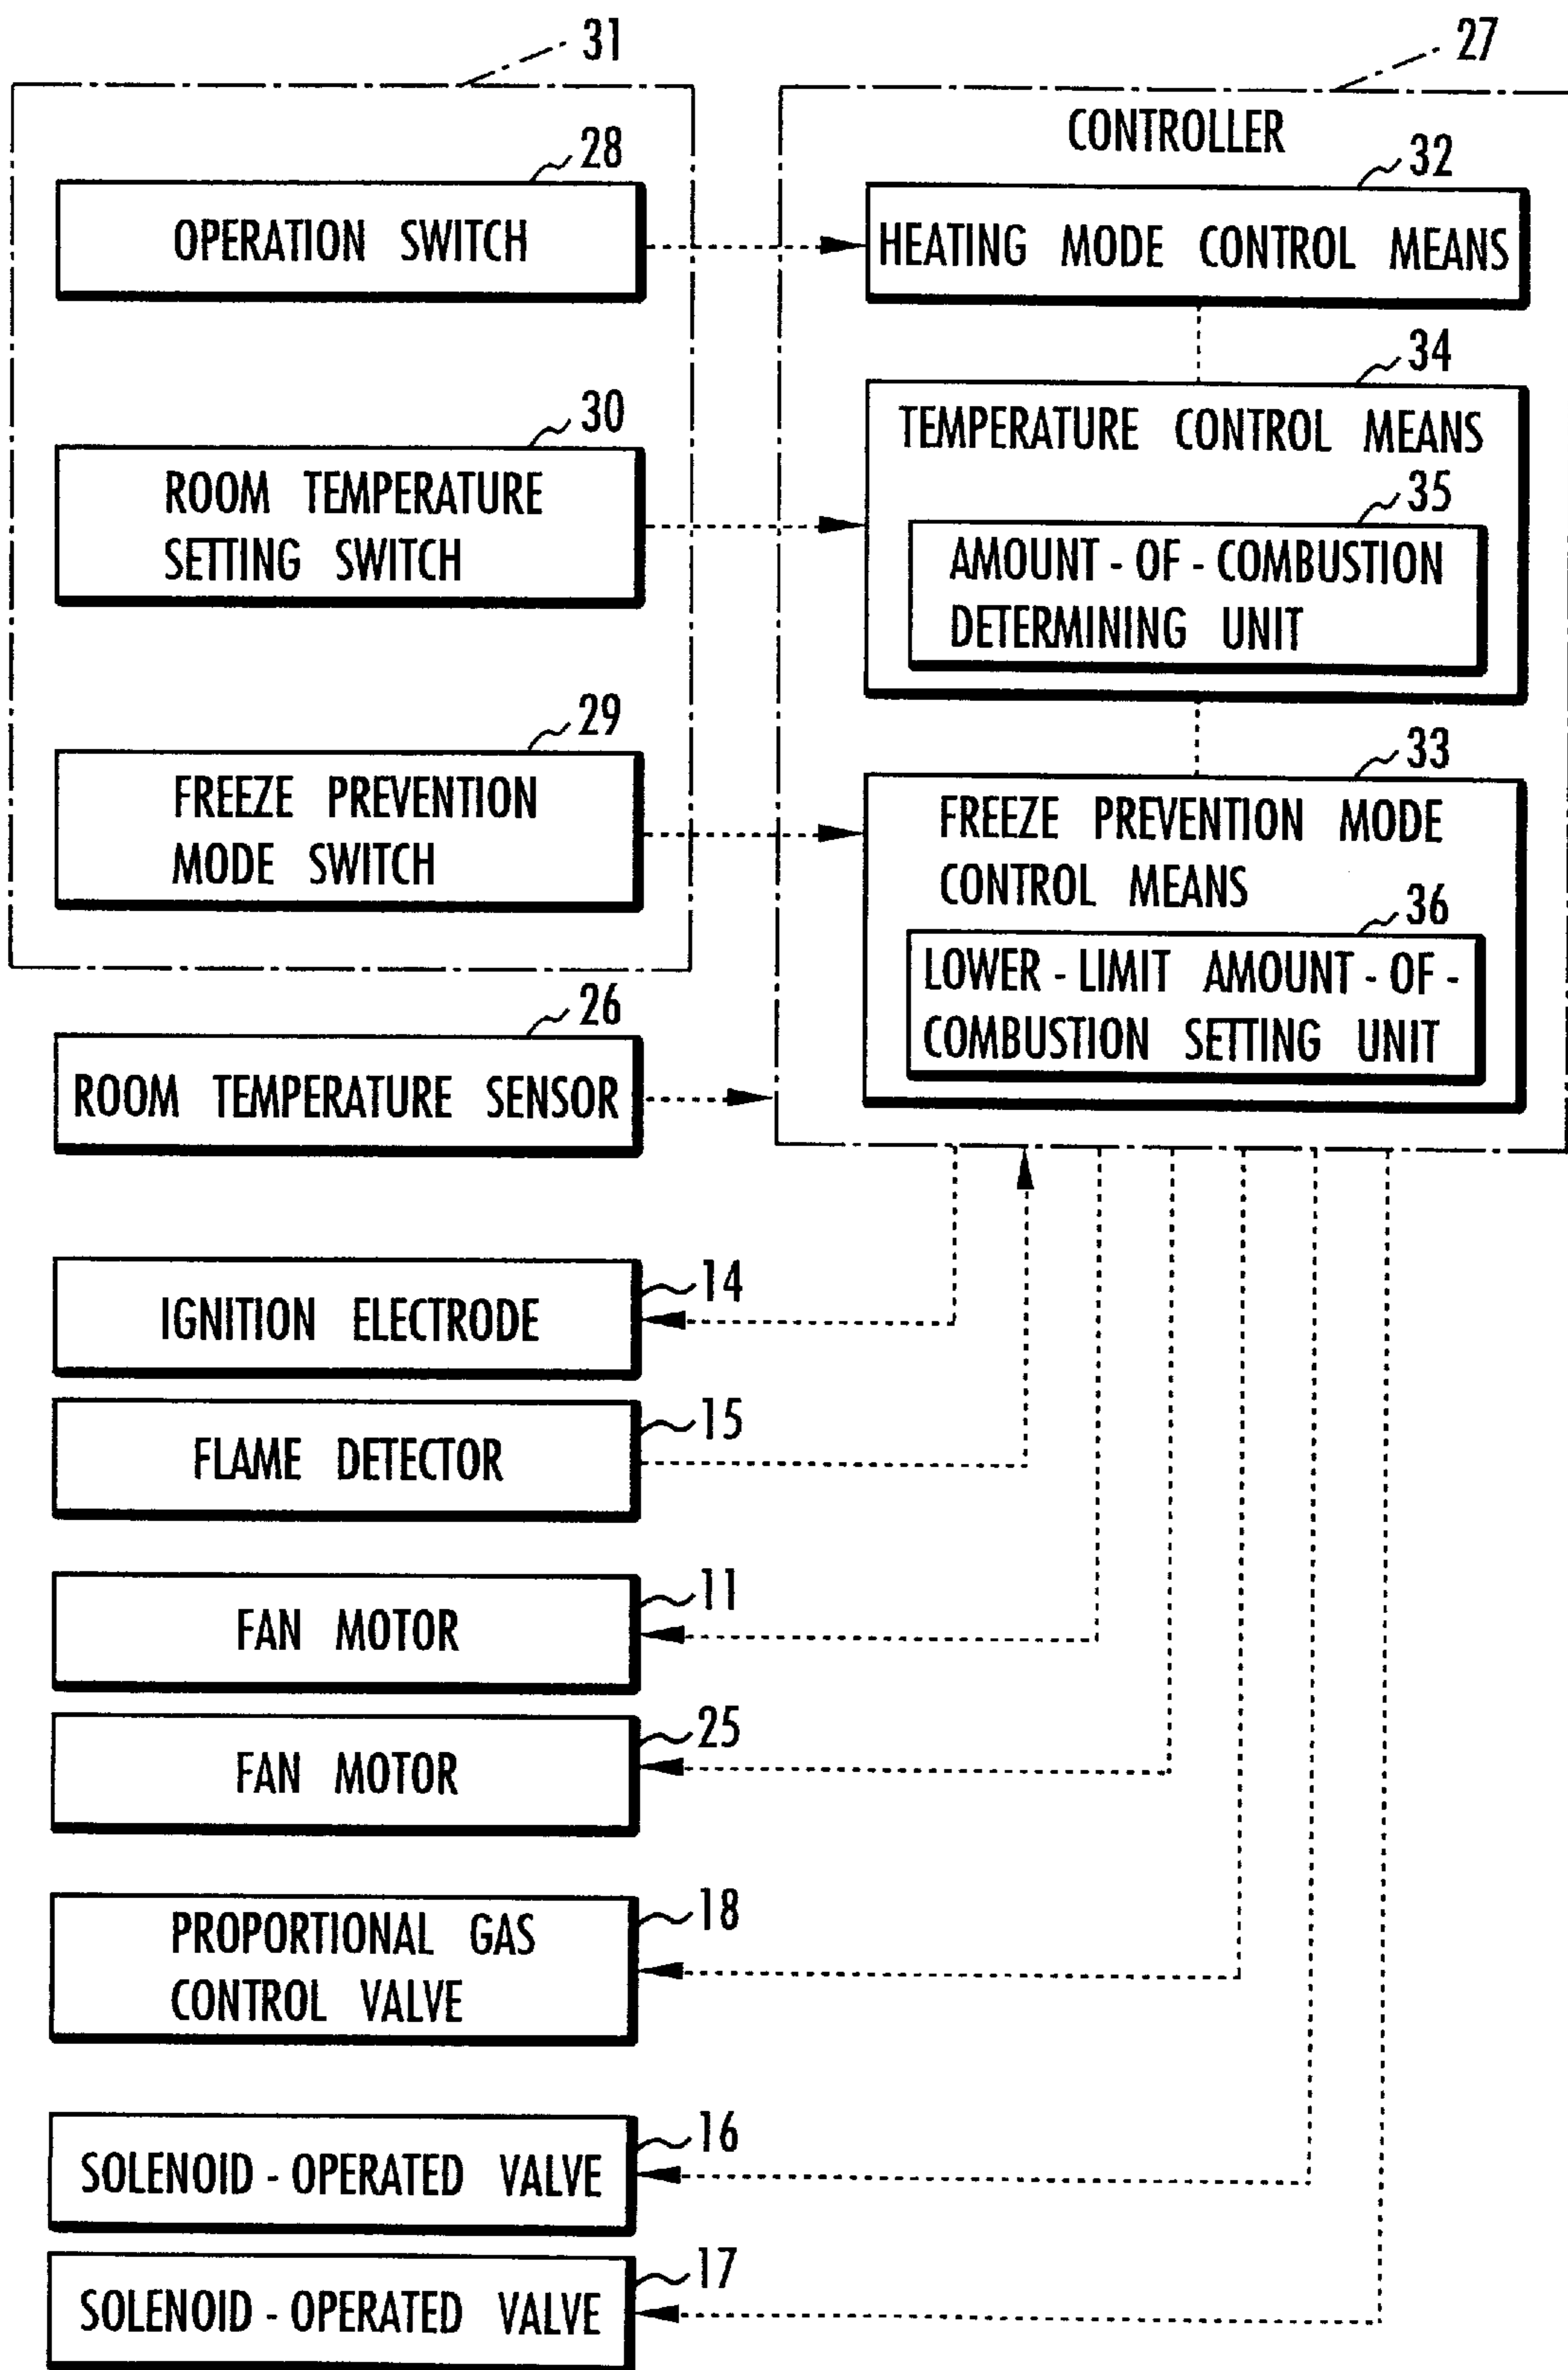 31
27
CONTROLLER
28
OPERATION SWITCH
32
HEATING MODE CONTROL MEANS
30
ROOM TEMPERATURE
SETTING SWITCH
34
TEMPERATURE CONTROL MEANS
35
AMOUNT-OF-COMBUSTION
DETERMINING UNIT
29
FREEZE PREVENTION
MODE SWITCH
33
FREEZE PREVENTION MODE
CONTROL MEANS
36
LOWER-LIMIT AMOUNT-OF-
COMBUSTION SETTING UNIT
26
ROOM TEMPERATURE SENSOR
14
IGNITION ELECTRODE
15
FLAME DETECTOR
11
FAN MOTOR
25
FAN MOTOR
18
PROPORTIONAL GAS
CONTROL VALVE
16
SOLENOID-OPERATED VALVE
17
SOLENOID-OPERATED VALVE